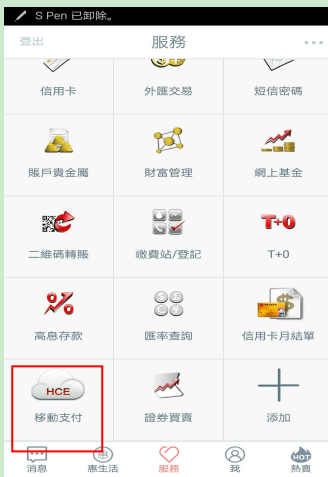 S Pen 已卸除。
登出 服務
信用卡 外匯交易 短信密碼
賬戶貴金屬 財富管理 網上基金
T+0
二維碼轉賬 繳費站/登記 T+0
高息存款 匯率查詢 信用卡月結單
HCE
移動支付 證券買賣 添加
惠 HOT
消息 惠生活 服務 我 熱賣